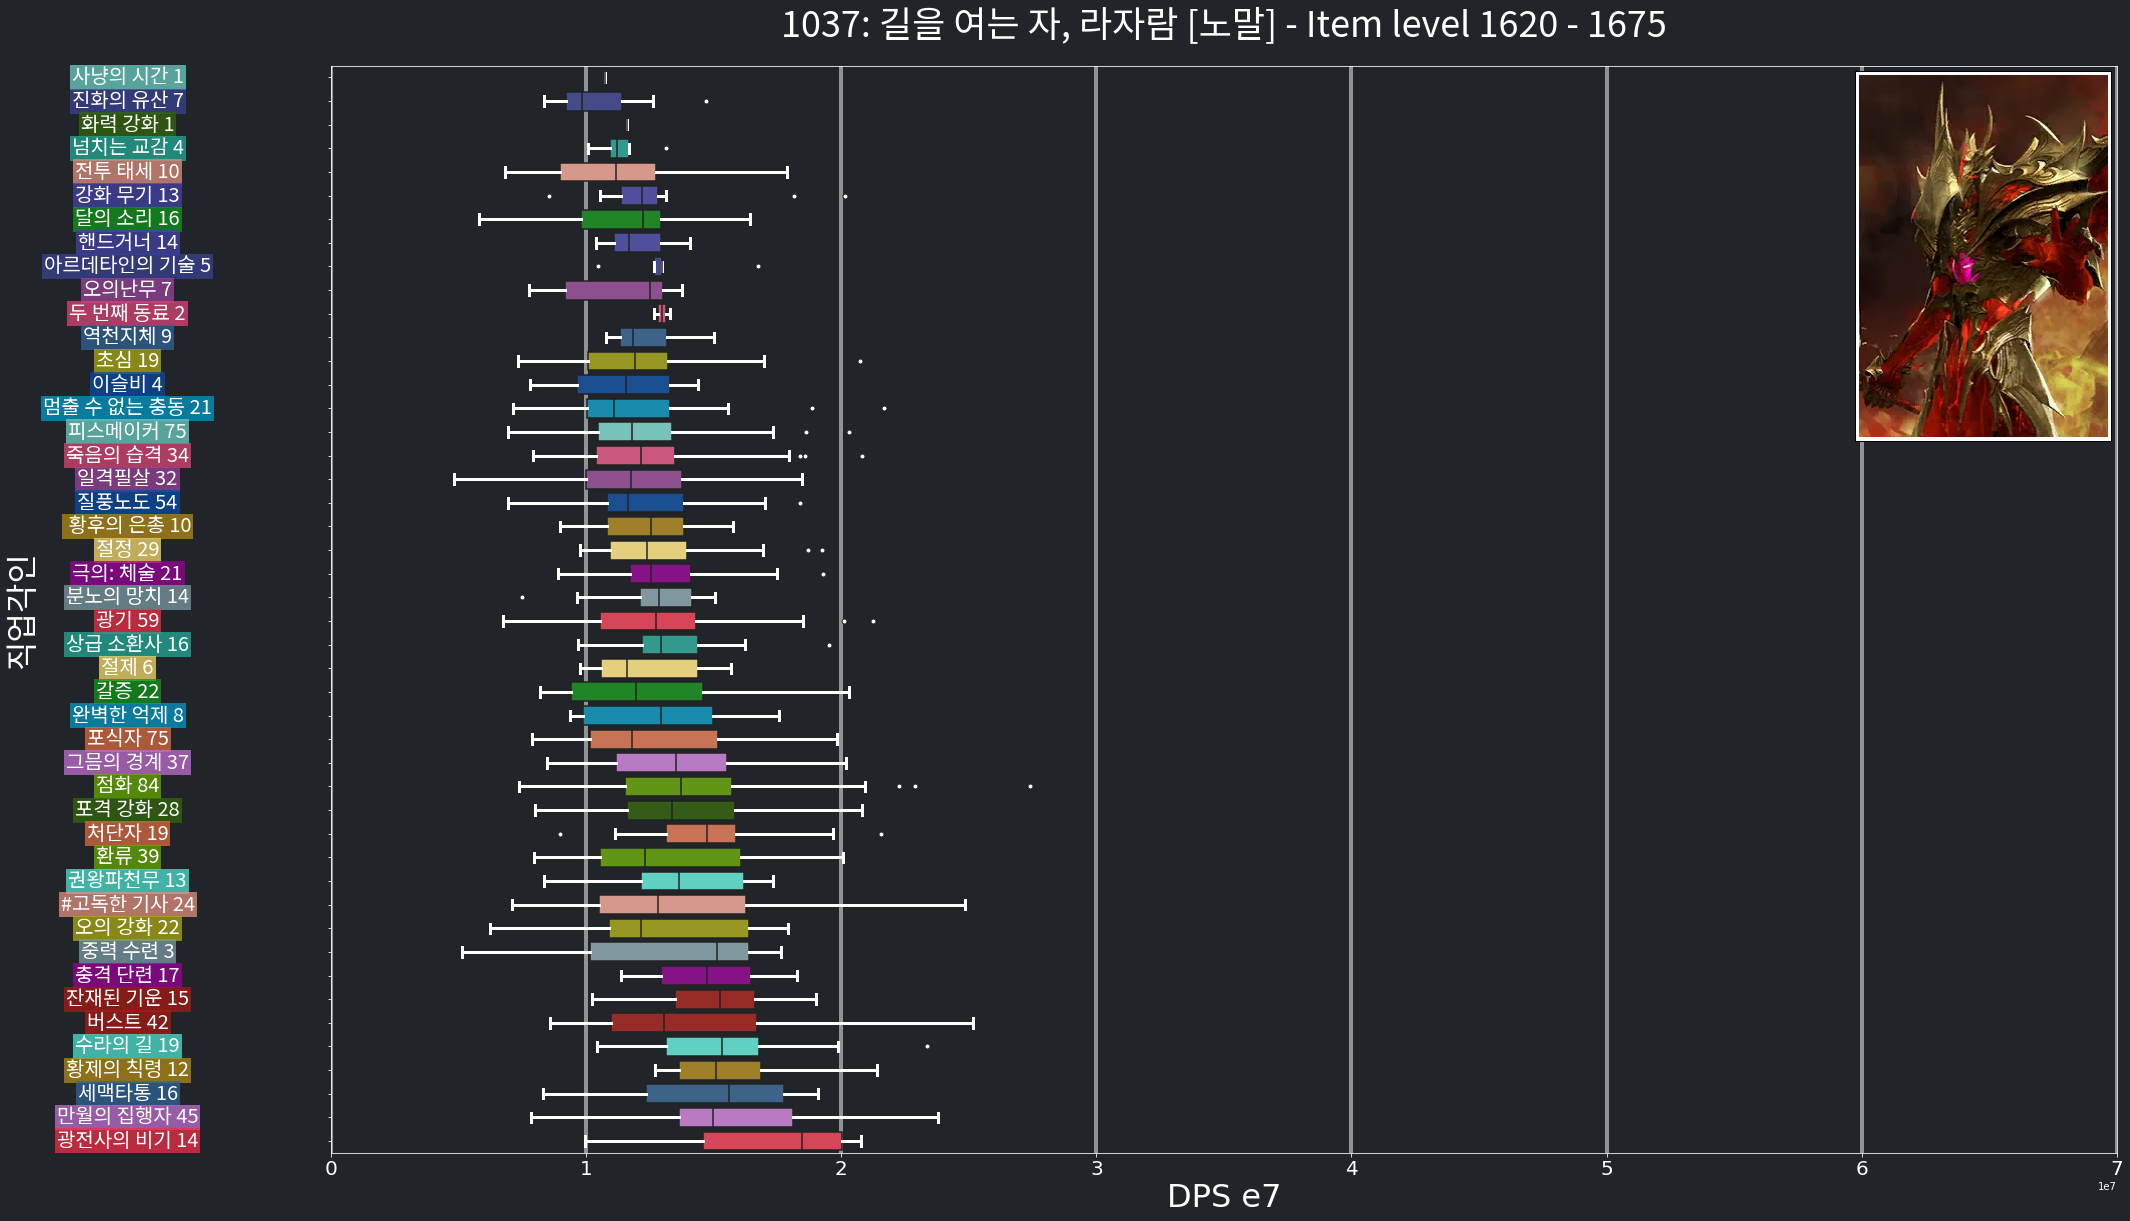 1037: 길을 여는 자, 라자람 [노말] - Item level 1620 - 1675
사냥의 시간 1
진화의 유산 7
화력 강화 1
넘치는 교감 4
전투 태세 10
강화 무기 13
달의 소리 16
핸드거너 14
아르데타인의 기술 5
오의난무 7
두 번째 동료 2
역천지체 9
초심 19
이슬비 4
멈출 수 없는 충동 21
피스메이커 75
죽음의 습격 34
일격필살 32
질풍노도 54
황후의 은총 10
절정 29
극의: 체술 21
분노의 망치 14
광기 59
상급 소환사 16
절제 6
갈증 22
완벽한 억제 8
포식자 75
그믐의 경계 37
점화 84
포격 강화 28
처단자 19
환류 39
권왕파천무 13
#고독한 기사 24
오의 강화 22
중력 수련 3
충격 단련 17
잔재된 기운 15
버스트 42
수라의 길 19
황제의 칙령 12
세맥타통 16
만월의 집행자 45
광전사의 비기 14
직업각인
0 1 2 3 4 5 6 7
1e7
DPS e7